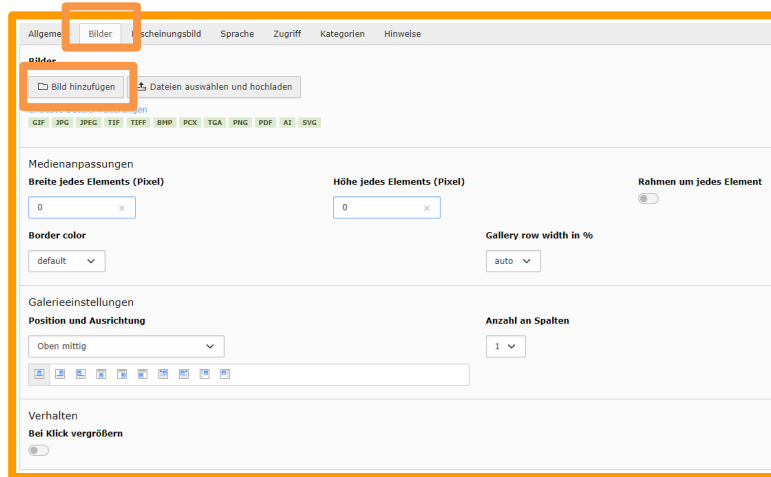 Bilder Sprache Zugriff Kategorien Hinweise
Bilder
Bild hinzufügen Dateien auswählen und hochladen
GIF JPG JPEG TIF TIFF BMP PCX TGA PNG PDF AI SVG
Medienanpassungen
Breite jedes Elements (Pixel) Höhe jedes Elements (Pixel) Rahmen um jedes Element
0 × 0 ×
Border color Gallery row width in %
default auto
Galerieeinstellungen
Position und Ausrichtung Anzahl an Spalten
Oben mittig 1
Verhalten
Bei Klick vergrößern